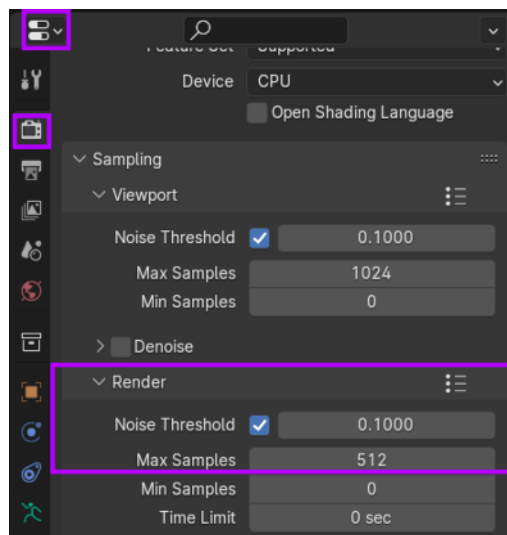 Device CPU
Open Shading Language
Sampling
Viewport
Noise Threshold 0.1000
Max Samples 1024
Min Samples 0
Denoise
Render
Noise Threshold 0.1000
Max Samples 512
Min Samples 0
Time Limit 0 sec